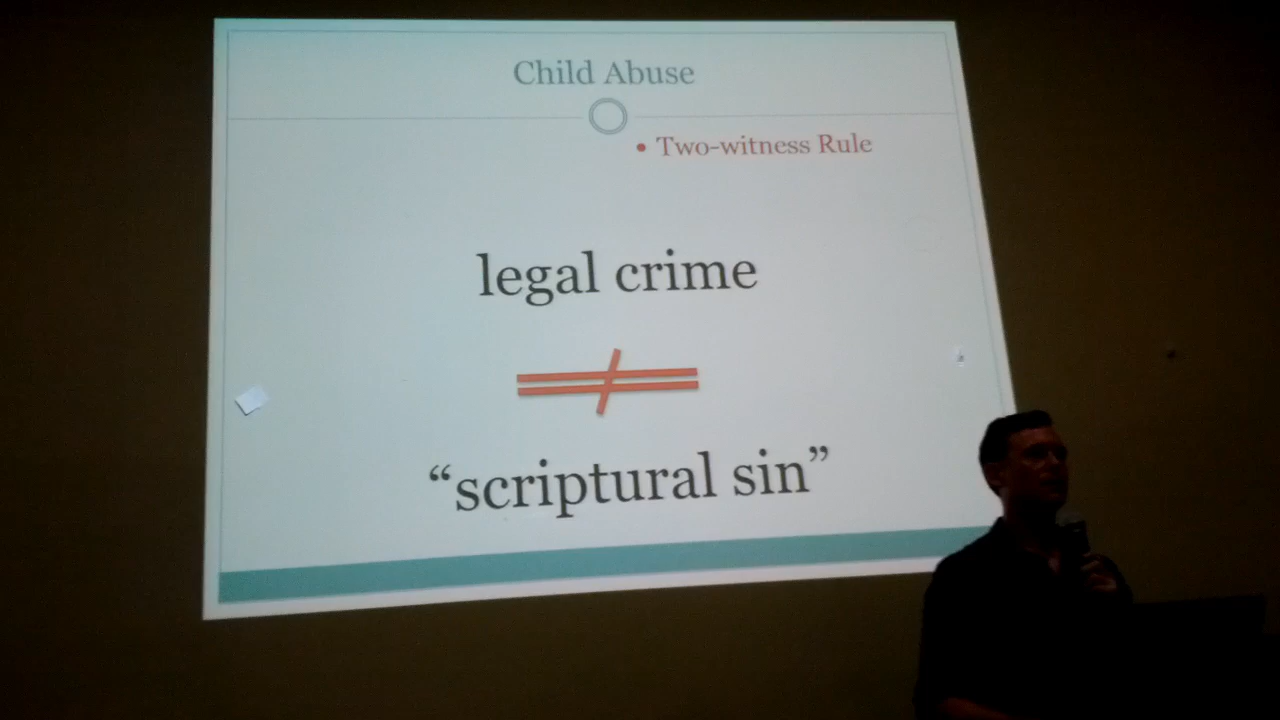 Child Abuse
• Two-witness Rule
legal crime
≠
“scriptural sin”